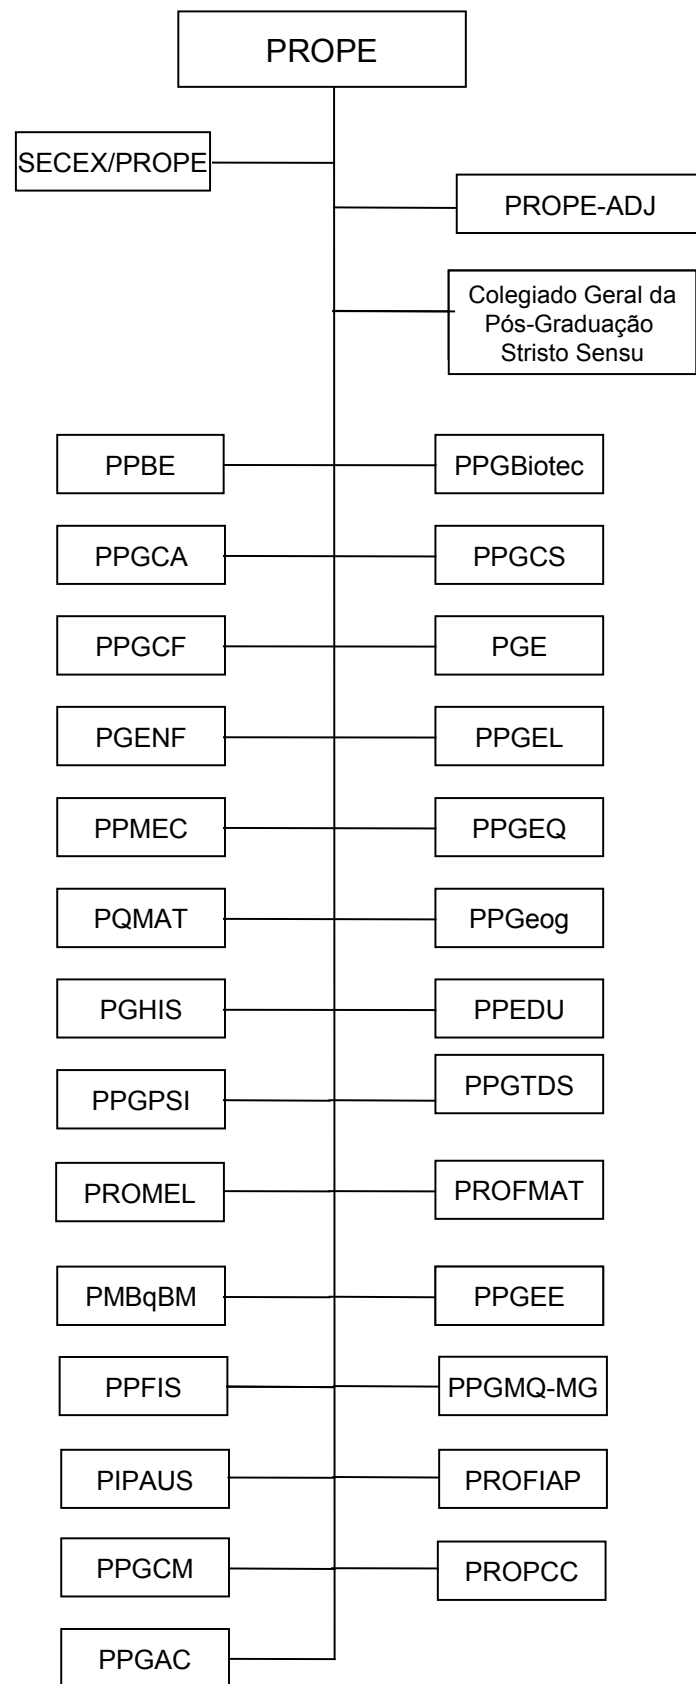 PROPE
SECEX/PROPE
PROPE-ADJ
Colegiado Geral da
Pós-Graduação
Stristo Sensu
PPBE
PPGBiotec
PPGCA
PPGCS
PPGCF
PGE
PGENF
PPGEL
PPMEC
PPGEQ
PQMAT
PPGeog
PGHIS
PPEDU
PPGPSI
PPGTDS
PROMEL
PROFMAT
PMBqBM
PPGEE
PPFIS
PPGMQ-MG
PIPAUS
PROFIAP
PPGCM
PROPCC
PPGAC